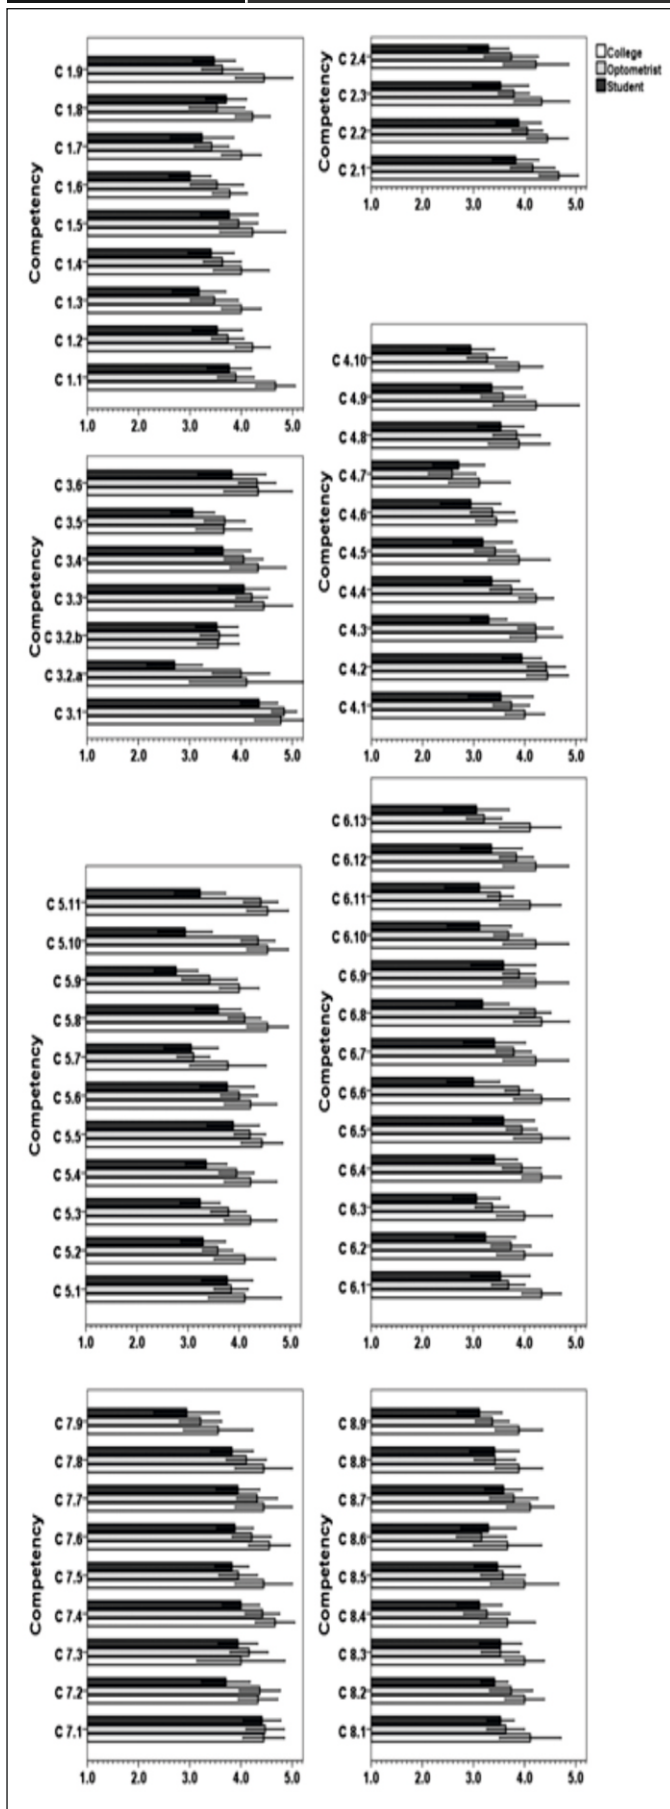 Competency
C 1.9
C 1.8
C 1.7
C 1.6
C 1.5
C 1.4
C 1.3
C 1.2
C 1.1
1.0 2.0 3.0 4.0 5.0
Competency
C 2.4
C 2.3
C 2.2
C 2.1
1.0 2.0 3.0 4.0 5.0
College
Optometrist
Student
Competency
C 3.6
C 3.5
C 3.4
C 3.3
C 3.2.b
C 3.2.a
C 3.1
1.0 2.0 3.0 4.0 5.0
Competency
C 4.10
C 4.9
C 4.8
C 4.7
C 4.6
C 4.5
C 4.4
C 4.3
C 4.2
C 4.1
1.0 2.0 3.0 4.0 5.0
Competency
C 5.11
C 5.10
C 5.9
C 5.8
C 5.7
C 5.6
C 5.5
C 5.4
C 5.3
C 5.2
C 5.1
1.0 2.0 3.0 4.0 5.0
Competency
C 6.13
C 6.12
C 6.11
C 6.10
C 6.9
C 6.8
C 6.7
C 6.6
C 6.5
C 6.4
C 6.3
C 6.2
C 6.1
1.0 2.0 3.0 4.0 5.0
Competency
C 7.9
C 7.8
C 7.7
C 7.6
C 7.5
C 7.4
C 7.3
C 7.2
C 7.1
1.0 2.0 3.0 4.0 5.0
Competency
C 8.9
C 8.8
C 8.7
C 8.6
C 8.5
C 8.4
C 8.3
C 8.2
C 8.1
1.0 2.0 3.0 4.0 5.0